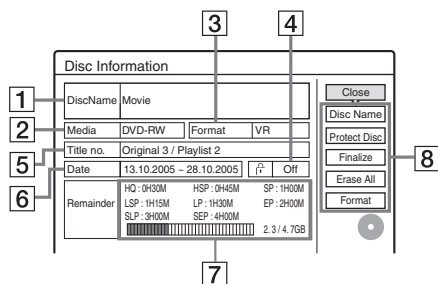 3
4
Disc Information
1
DiscName Movie
Close
Disc Name
2
Media DVD-RW Format VR
Protect Disc
5
Title no. Original 3 / Playlist 2
Finalize
8
6
Date 13.10.2005 ~ 28.10.2005 Off
Erase All
Remainder
HQ : 0H30M HSP : 0H45M SP : 1H00M
Format
LSP : 1H15M LP : 1H30M EP : 2H00M
SLP : 3H00M SEP : 4H00M
2. 3 / 4. 7GB
7